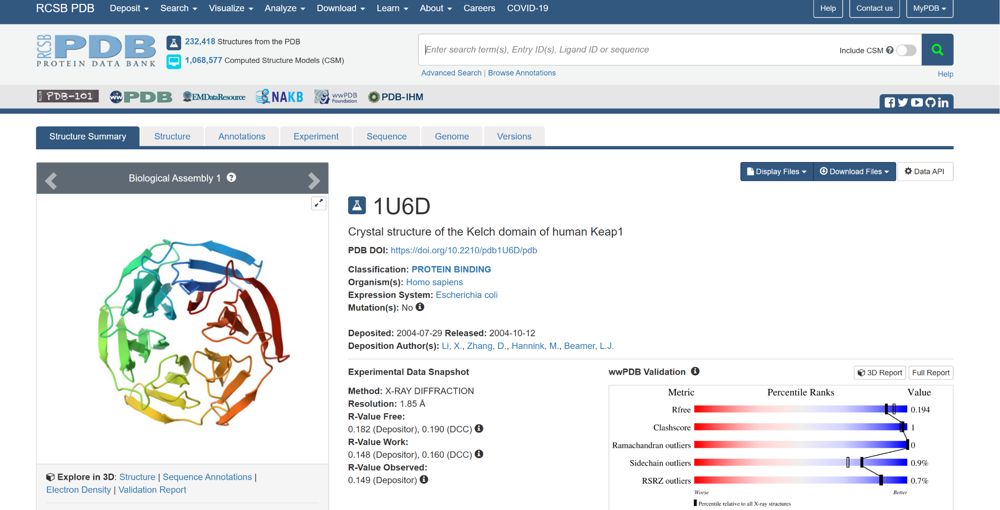 RCSB PDB Deposit Search Visualize Analyze Download Learn About Careers COVID-19 Help Contact us MyPDB
RCSB PDB
PROTEIN DATA BANK
232,418 Structures from the PDB
1,068,577 Computed Structure Models (CSM)
Enter search term(s), Entry ID(s), Ligand ID or sequence Include CSM
Advanced Search | Browse Annotations Help
RCSB PDB-101 wwPDB EMDataResource NAKB wwPDB Foundation PDB-IHM
Structure Summary Structure Annotations Experiment Sequence Genome Versions
Biological Assembly 1
Display Files Download Files Data API
1U6D
Crystal structure of the Kelch domain of human Keap1
PDB DOI: https://doi.org/10.2210/pdb1U6D/pdb
Classification: PROTEIN BINDING
Organism(s): Homo sapiens
Expression System: Escherichia coli
Mutation(s): No
Deposited: 2004-07-29 Released: 2004-10-12
Deposition Author(s): Li, X., Zhang, D., Hannink, M., Beamer, L.J.
Experimental Data Snapshot
Method: X-RAY DIFFRACTION
Resolution: 1.85 Å
R-Value Free:
0.182 (Depositor), 0.190 (DCC)
R-Value Work:
0.148 (Depositor), 0.160 (DCC)
R-Value Observed:
0.149 (Depositor)
wwPDB Validation 3D Report Full Report
Metric Percentile Ranks Value
Rfree 0.194
Clashscore 1
Ramachandran outliers 0
Sidechain outliers 0.9%
RSRZ outliers 0.7%
Worse Better
Percentile relative to all X-ray structures
Explore in 3D: Structure | Sequence Annotations |
Electron Density | Validation Report